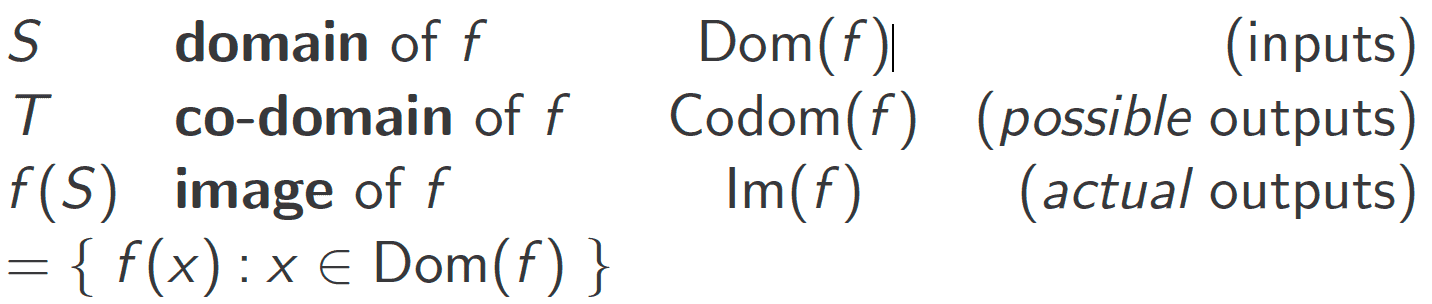 S domain of f Dom(f) (inputs)
T co-domain of f Codom(f) (possible outputs)
f(S) image of f Im(f) (actual outputs)
= { f(x) : x ∈ Dom(f) }